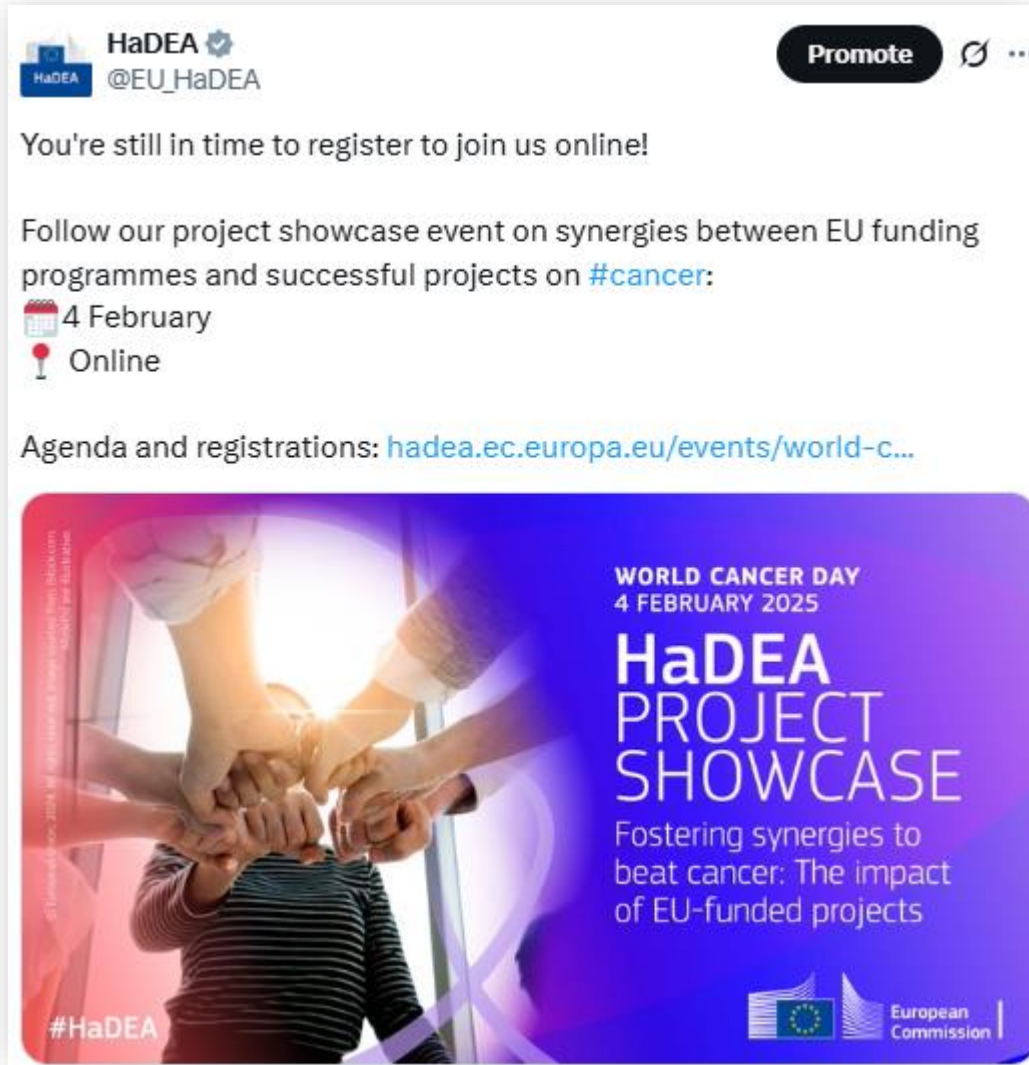 HaDEA
@EU_HaDEA
Promote
HaDEA
You're still in time to register to join us online!
Follow our project showcase event on synergies between EU funding
programmes and successful projects on #cancer:
4 February
Online
Agenda and registrations: hadea.ec.europa.eu/events/world-c...
WORLD CANCER DAY
4 FEBRUARY 2025
HaDEA
PROJECT
SHOWCASE
Fostering synergies to
beat cancer: The impact
of EU-funded projects
#HaDEA
European
Commission